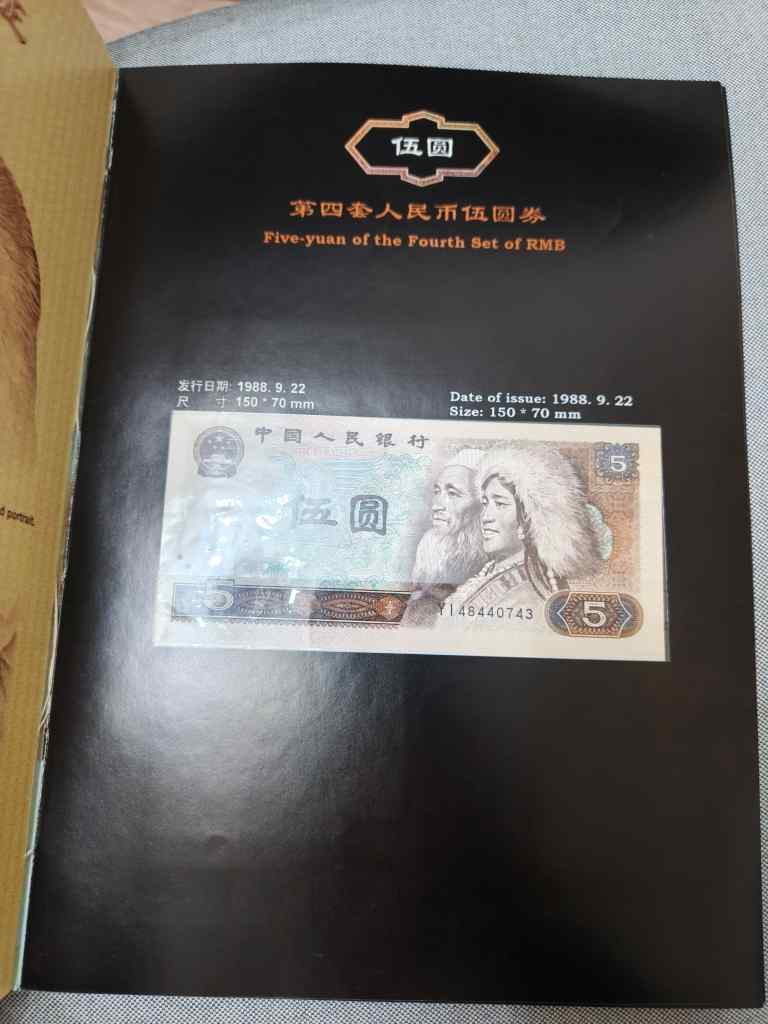 伍圆
第四套人民币伍圆券
Five-yuan of the Fourth Set of RMB
发行日期: 1988. 9. 22
尺 寸 150 * 70 mm
Date of issue: 1988. 9. 22
Size: 150 * 70 mm
中国人民银行
5
伍圆
5
YI48440743
5
d portrait.